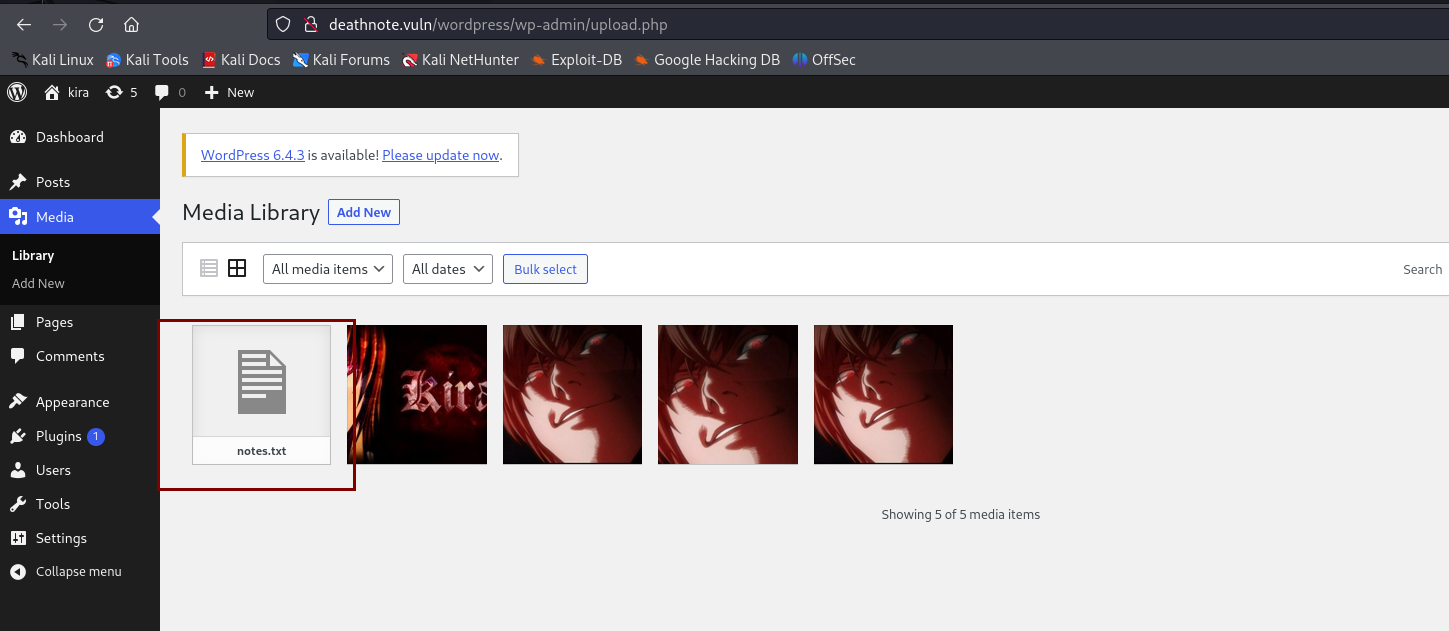 deathnote.vuln/wordpress/wp-admin/upload.php
Kali Linux Kali Tools Kali Docs Kali Forums Kali NetHunter Exploit-DB Google Hacking DB OffSec
kira 5 0 New
Dashboard
Posts
Media
Library
Add New
Pages
Comments
Appearance
Plugins 1
Users
Tools
Settings
Collapse menu
WordPress 6.4.3 is available! Please update now.
Media Library Add New
All media items All dates Bulk select Search
Kira
notes.txt
Showing 5 of 5 media items